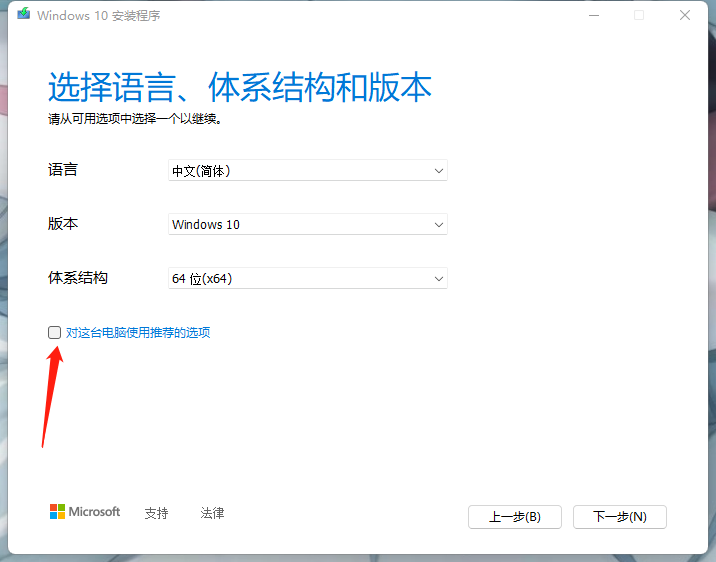 Windows 10 安装程序
选择语言、体系结构和版本
请从可用选项中选择一个以继续。
语言 中文(简体)
版本 Windows 10
体系结构 64 位(x64)
对这台电脑使用推荐的选项
Microsoft 支持 法律 上一步(B) 下一步(N)